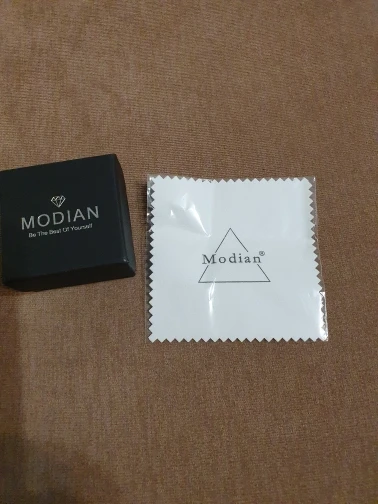 MODIAN
Be The Best Of Yourself
Modian®